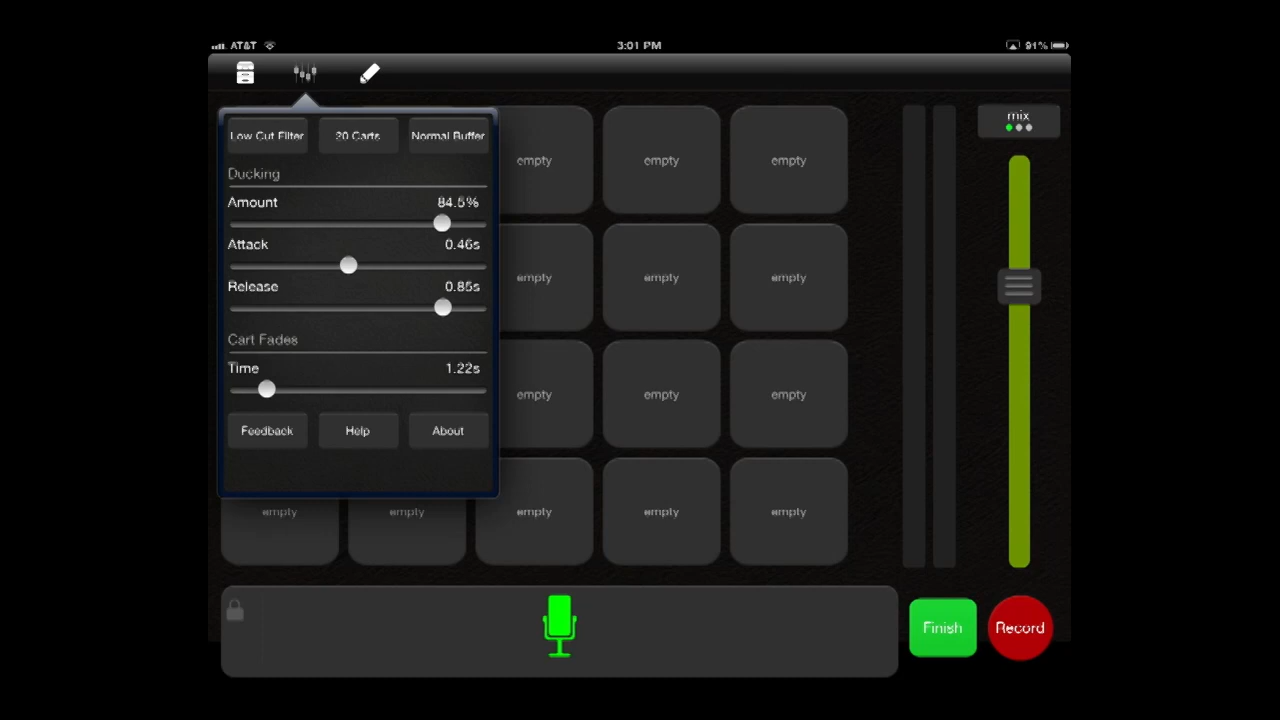 AT&T 3:01 PM 91%
mix
Low Cut Filter 20 Carts Normal Buffer
Ducking
Amount 84.5%
Attack 0.46s
Release 0.85s
Cart Fades
Time 1.22s
Feedback Help About
empty empty empty
empty empty empty
empty empty empty
empty empty empty empty empty
Finish Record